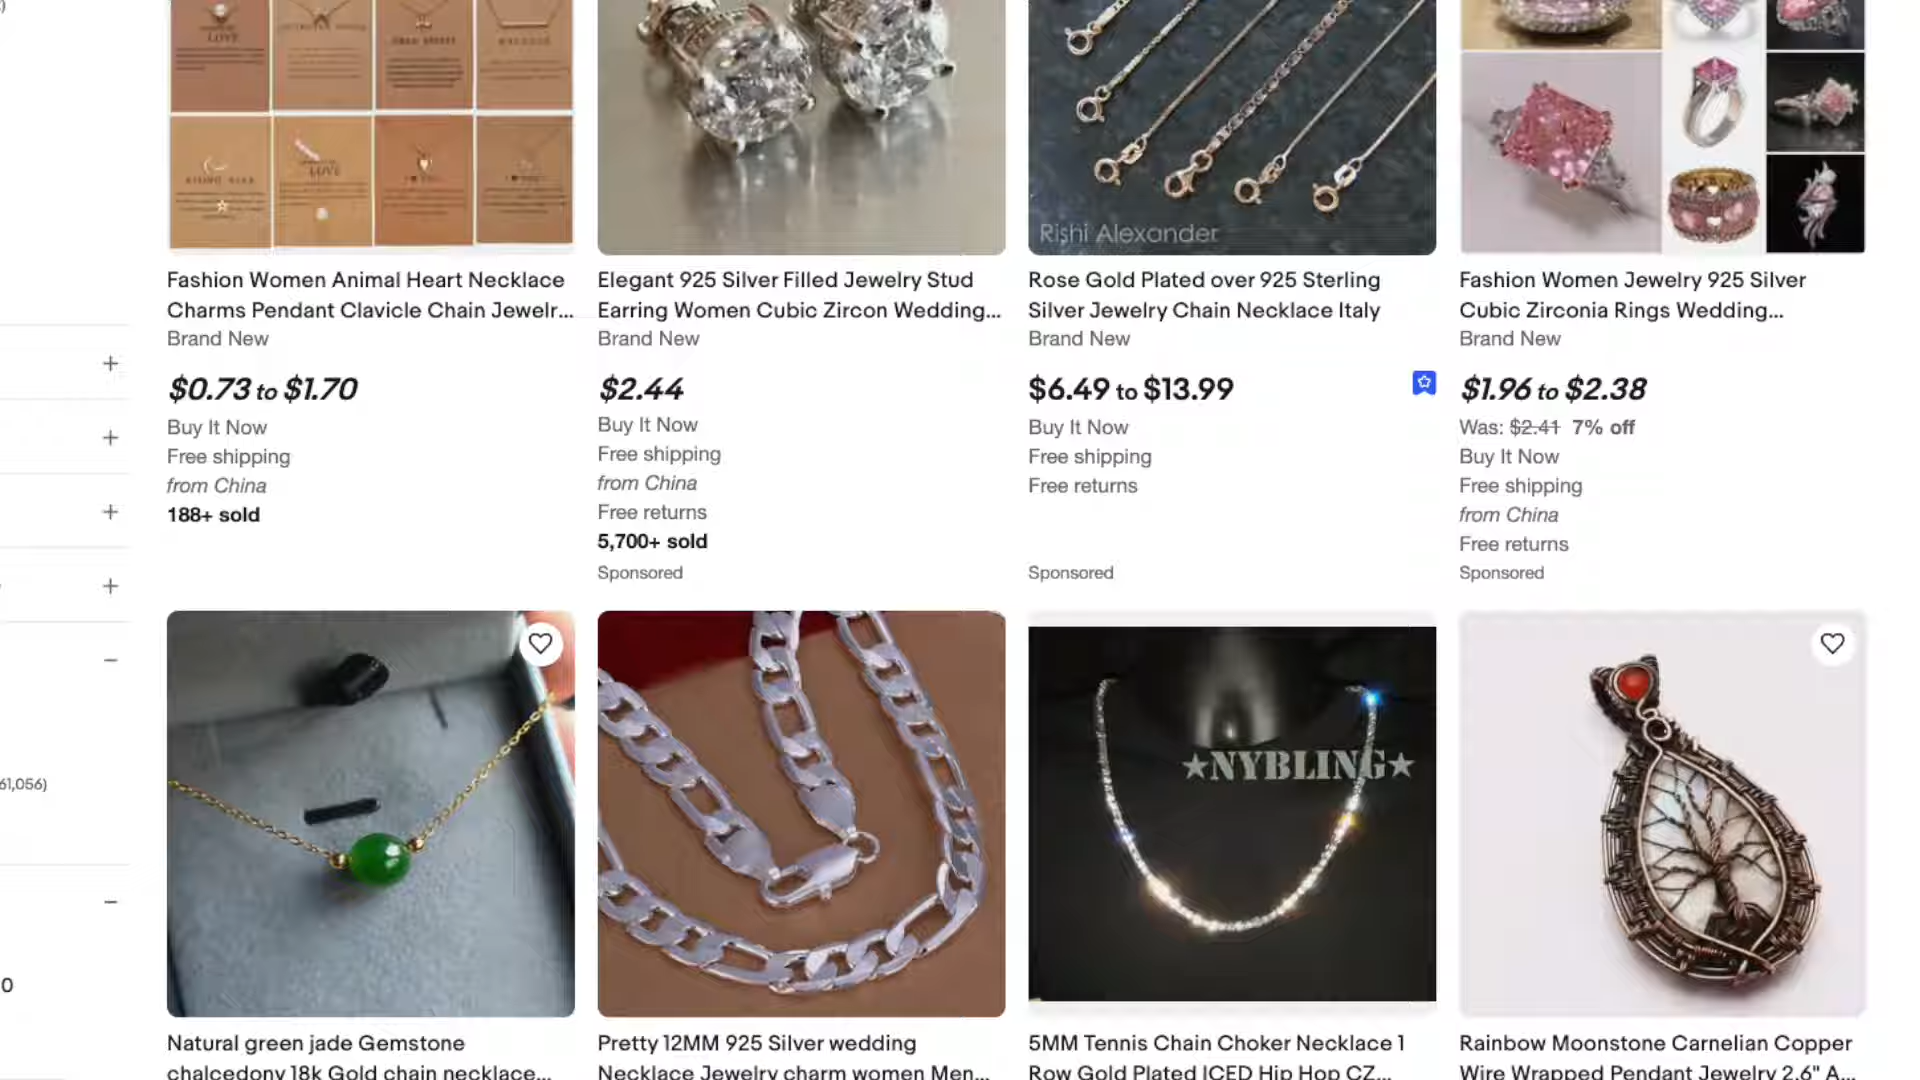 LOVE
LOVE
Rishi Alexander
Fashion Women Animal Heart Necklace
Charms Pendant Clavicle Chain Jewelr...
Brand New
$0.73 to $1.70
Buy It Now
Free shipping
from China
188+ sold
Elegant 925 Silver Filled Jewelry Stud
Earring Women Cubic Zircon Wedding...
Brand New
$2.44
Buy It Now
Free shipping
from China
Free returns
5,700+ sold
Sponsored
Rose Gold Plated over 925 Sterling
Silver Jewelry Chain Necklace Italy
Brand New
$6.49 to $13.99
Buy It Now
Free shipping
Free returns
Sponsored
Fashion Women Jewelry 925 Silver
Cubic Zirconia Rings Wedding...
Brand New
$1.96 to $2.38
Was: $2.41 7% off
Buy It Now
Free shipping
from China
Free returns
Sponsored
61,056)
0
★NYBLING★
Natural green jade Gemstone
chalcedony 18k Gold chain necklace...
Pretty 12MM 925 Silver wedding
Necklace Jewelry charm women Men...
5MM Tennis Chain Choker Necklace 1
Row Gold Plated ICED Hip Hop CZ...
Rainbow Moonstone Carnelian Copper
Wire Wrapped Pendant Jewelry 2.6" A...